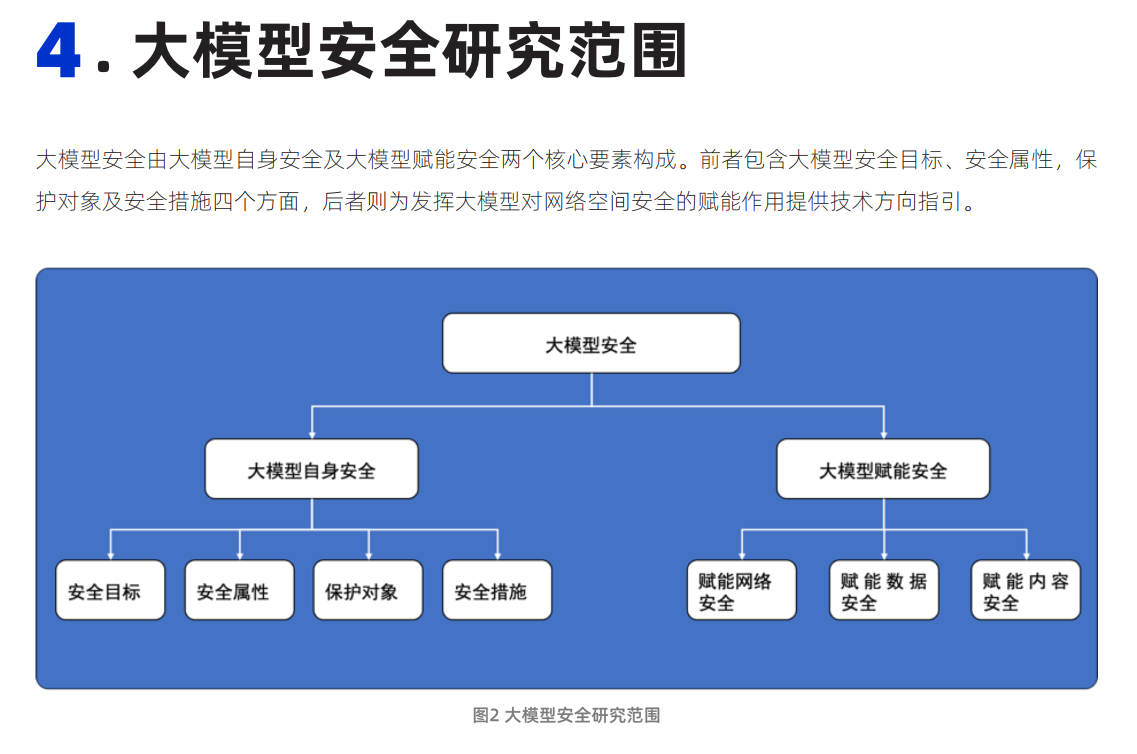 4. 大模型安全研究范围
大模型安全由大模型自身安全及大模型赋能安全两个核心要素构成。前者包含大模型安全目标、安全属性，保
护对象及安全措施四个方面，后者则为发挥大模型对网络空间安全的赋能作用提供技术方向指引。
大模型安全
大模型自身安全
大模型赋能安全
安全目标
安全属性
保护对象
安全措施
赋能网络
安全
赋能数据
安全
赋能内容
安全
图2 大模型安全研究范围